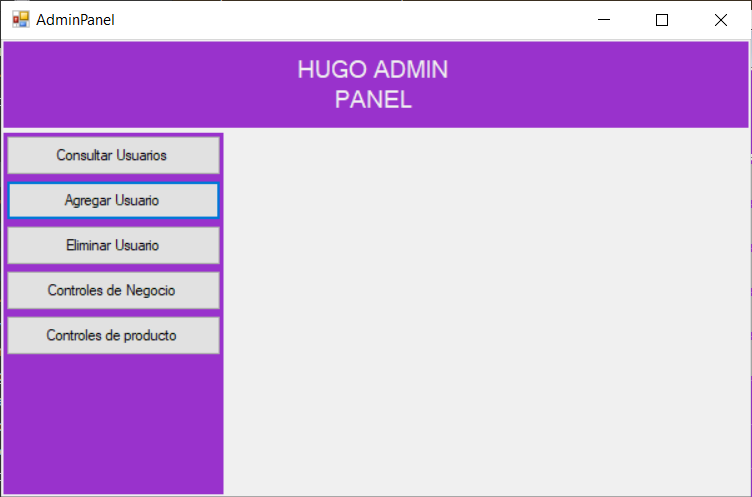 AdminPanel
HUGO ADMIN
PANEL
Consultar Usuarios
Agregar Usuario
Eliminar Usuario
Controles de Negocio
Controles de producto